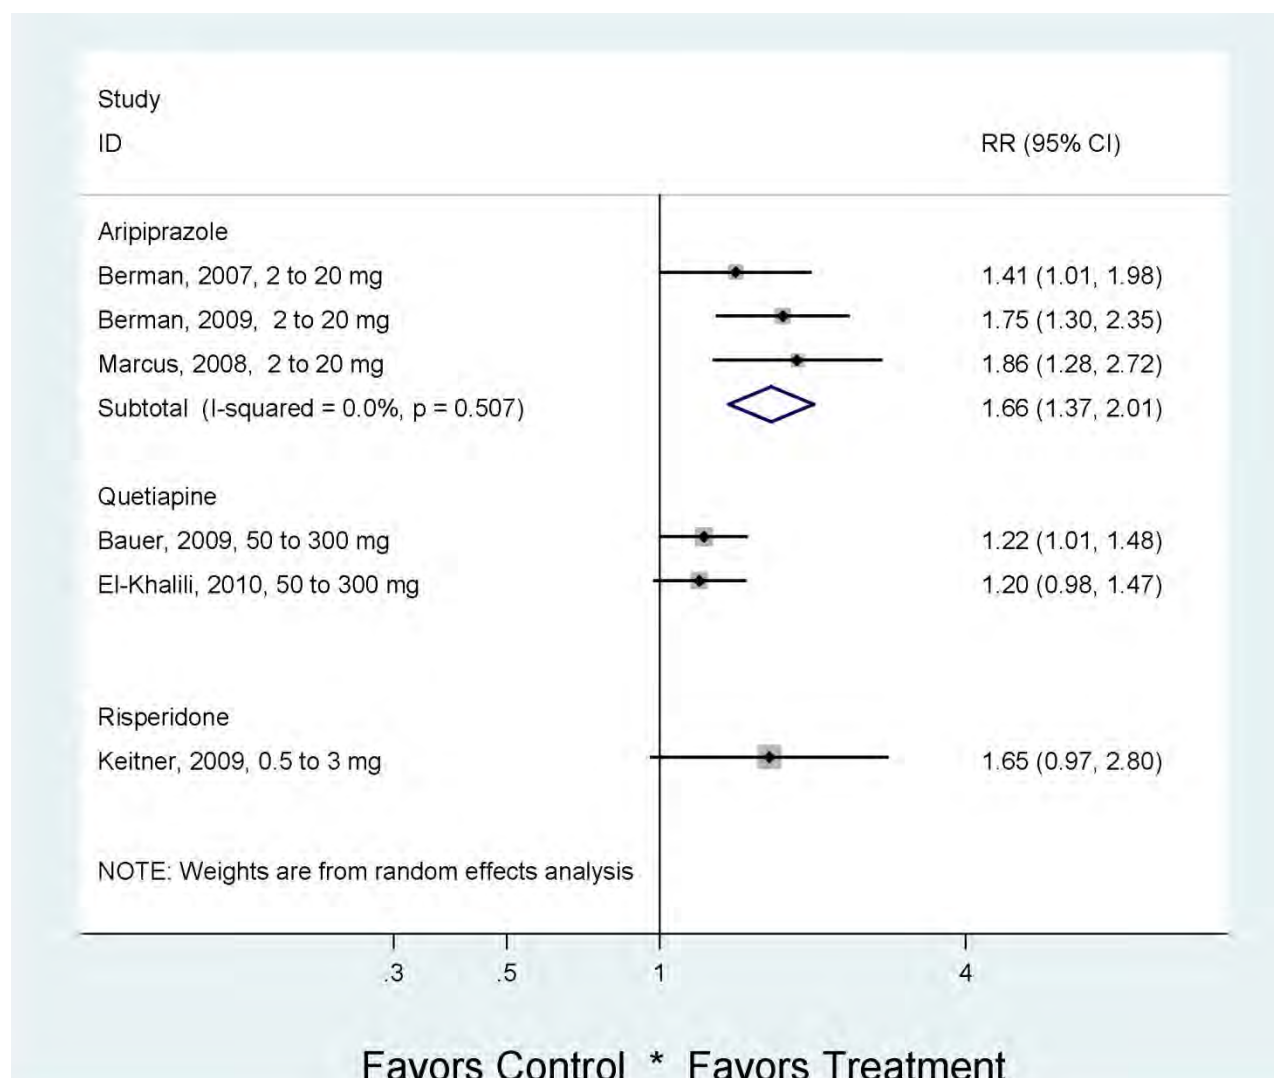 Study
ID RR (95% CI)
Aripiprazole
Berman, 2007, 2 to 20 mg 1.41 (1.01, 1.98)
Berman, 2009, 2 to 20 mg 1.75 (1.30, 2.35)
Marcus, 2008, 2 to 20 mg 1.86 (1.28, 2.72)
Subtotal (I-squared = 0.0%, p = 0.507) 1.66 (1.37, 2.01)
Quetiapine
Bauer, 2009, 50 to 300 mg 1.22 (1.01, 1.48)
El-Khalili, 2010, 50 to 300 mg 1.20 (0.98, 1.47)
Risperidone
Keitner, 2009, 0.5 to 3 mg 1.65 (0.97, 2.80)
NOTE: Weights are from random effects analysis
.3 .5 1 4
Favors Control * Favors Treatment